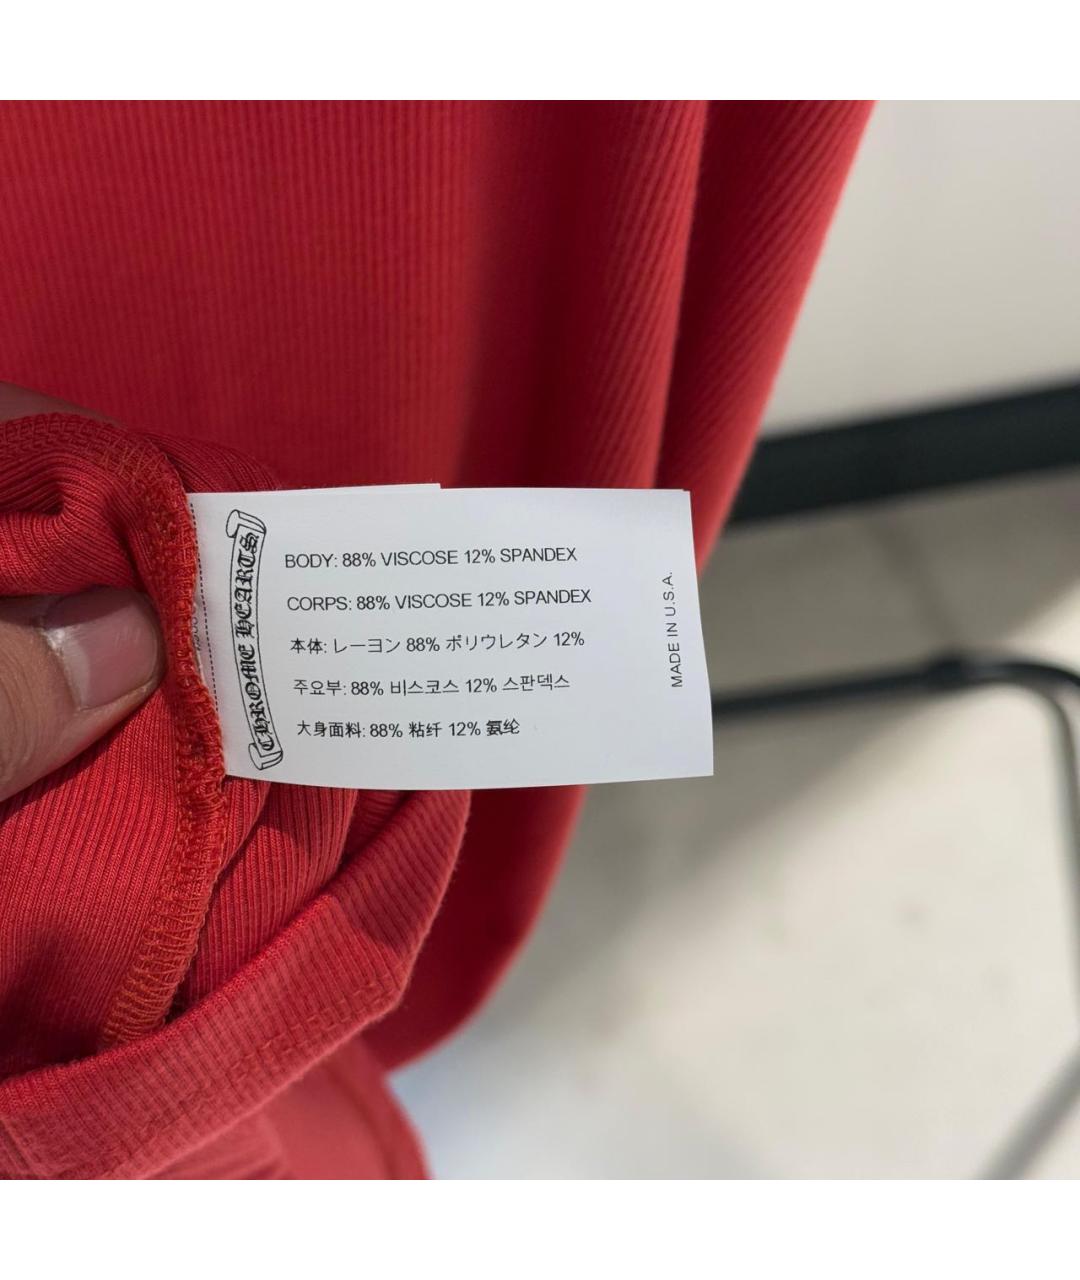 CHROME HEARTS
BODY: 88% VISCOSE 12% SPANDEX
CORPS: 88% VISCOSE 12% SPANDEX
本体: レーヨン 88% ポリウレタン 12%
주요부: 88% 비스코스 12% 스판덱스
大身面料: 88% 粘纤 12% 氨纶
MADE IN U.S.A.